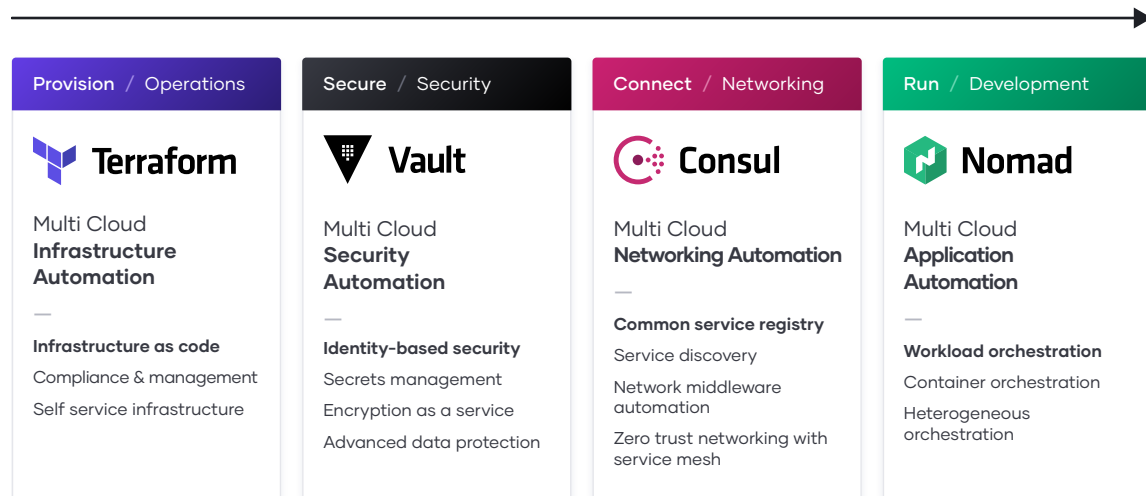 Provision / Operations
Terraform
Multi Cloud
Infrastructure
Automation
—
Infrastructure as code
Compliance & management
Self service infrastructure
Secure / Security
Vault
Multi Cloud
Security
Automation
—
Identity-based security
Secrets management
Encryption as a service
Advanced data protection
Connect / Networking
Consul
Multi Cloud
Networking Automation
—
Common service registry
Service discovery
Network middleware
automation
Zero trust networking with
service mesh
Run / Development
Nomad
Multi Cloud
Application
Automation
—
Workload orchestration
Container orchestration
Heterogeneous
orchestration